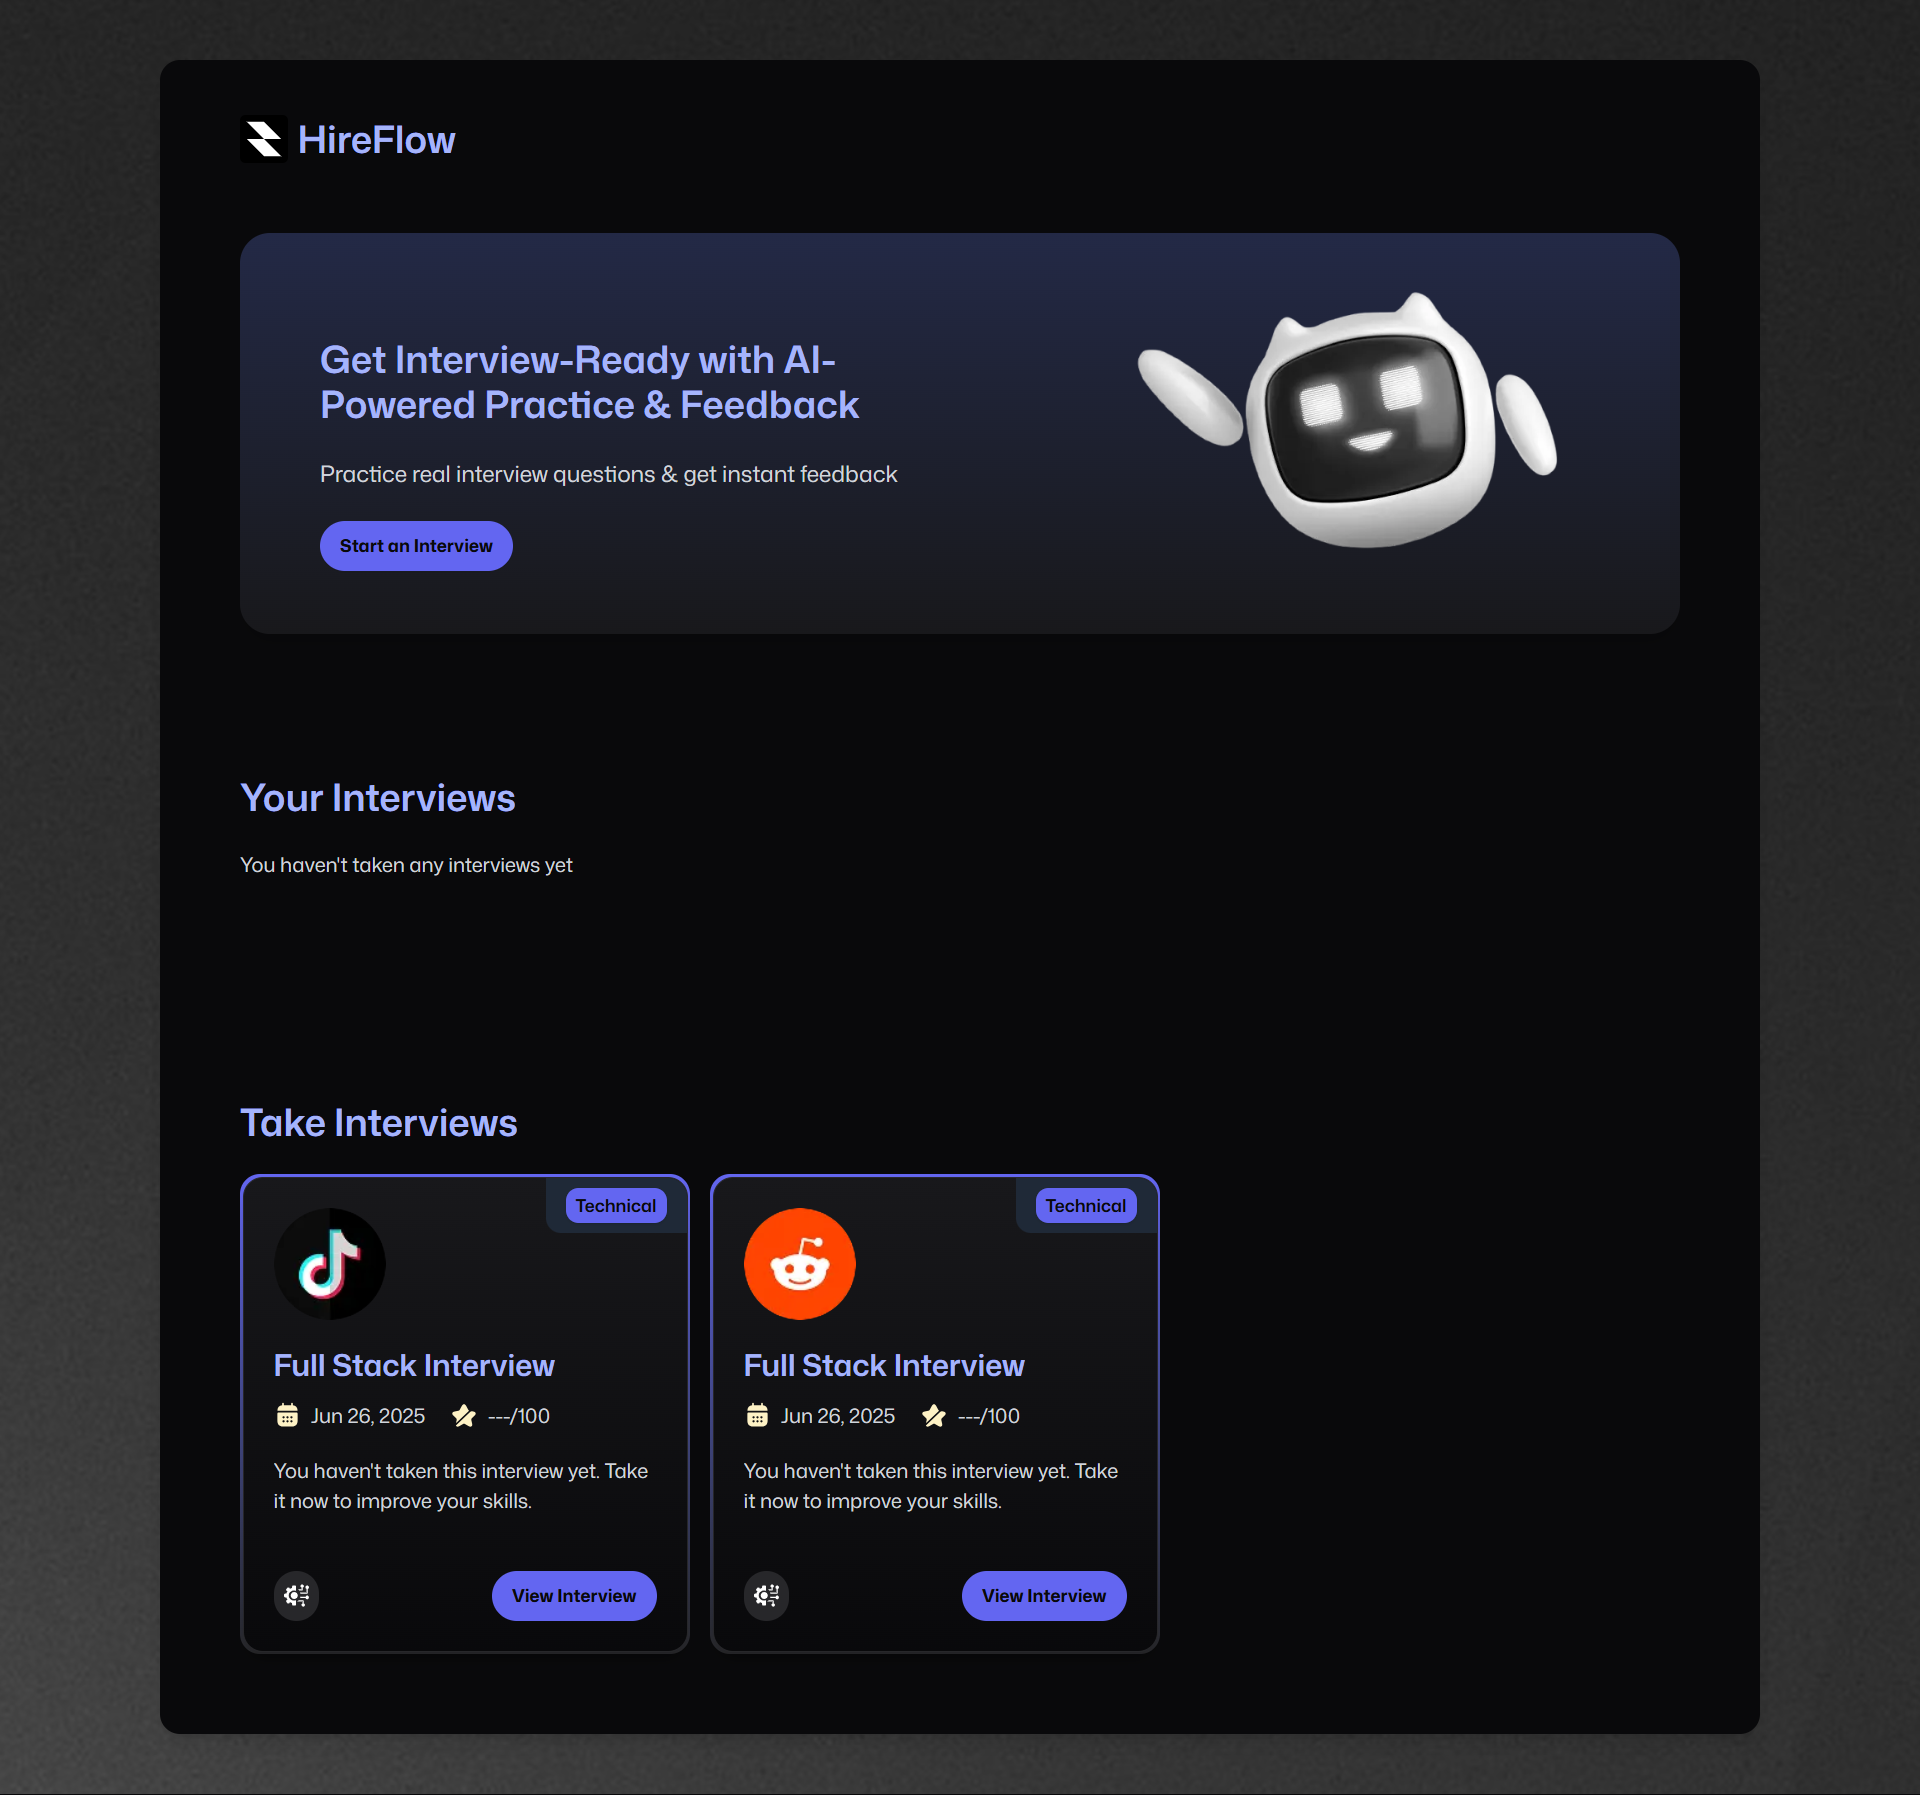 HireFlow
Get Interview-Ready with AI-
Powered Practice & Feedback
Practice real interview questions & get instant feedback
Start an Interview
Your Interviews
You haven't taken any interviews yet
Take Interviews
Technical
Full Stack Interview
Jun 26, 2025 ---/100
You haven't taken this interview yet. Take
it now to improve your skills.
View Interview
Technical
Full Stack Interview
Jun 26, 2025 ---/100
You haven't taken this interview yet. Take
it now to improve your skills.
View Interview